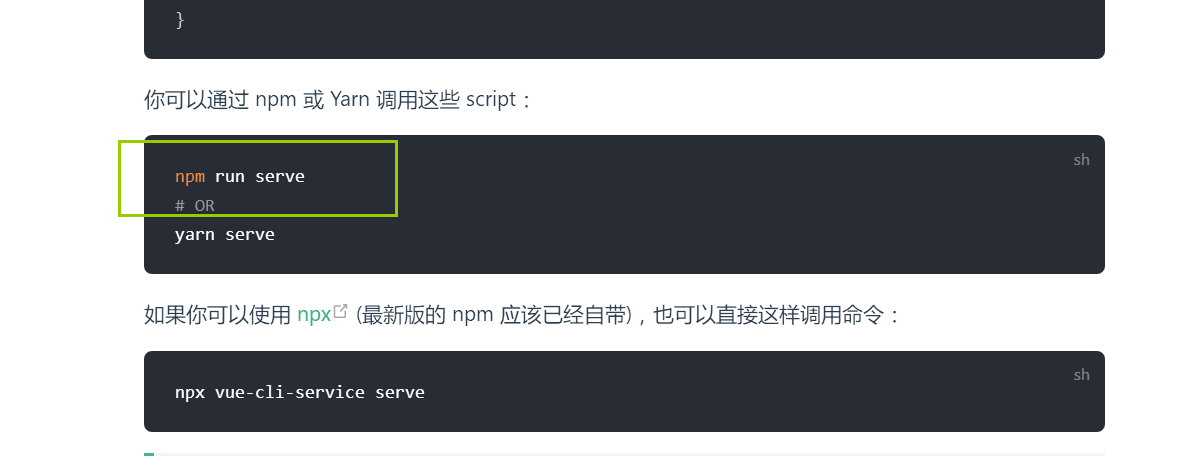 }
你可以通过 npm 或 Yarn 调用这些 script：
sh
npm run serve
# OR
yarn serve
如果你可以使用 npx (最新版的 npm 应该已经自带)，也可以直接这样调用命令：
sh
npx vue-cli-service serve